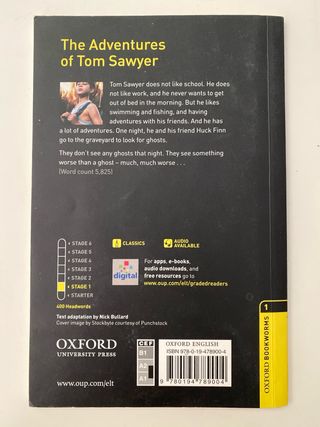 The Adventures
of Tom Sawyer
Tom Sawyer does not like school. He does
not like work, and he never wants to get
out of bed in the morning. But he likes
swimming and fishing, and having
adventures with his friends. And he has
a lot of adventures. One night, he and his friend Huck Finn
go to the graveyard to look for ghosts.
They don't see any ghosts that night. They see something
worse than a ghost – much, much worse . . .
(Word count 5,825)
• STAGE 6
• STAGE 5
• STAGE 4
• STAGE 3
• STAGE 2
• STAGE 1
• STARTER
400 Headwords
CLASSICS
AUDIO
AVAILABLE
digital
For apps, e-books,
audio downloads, and
free resources go to
www.oup.com/elt/gradedreaders
Text adaptation by Nick Bullard
Cover image by Stockbyte courtesy of Punchstock
OXFORD
UNIVERSITY PRESS
www.oup.com/elt
CEF
B1
A2
A1
OXFORD ENGLISH
ISBN 978-0-19-478900-4
9 780194 789004
1
OXFORD BOOKWORMS